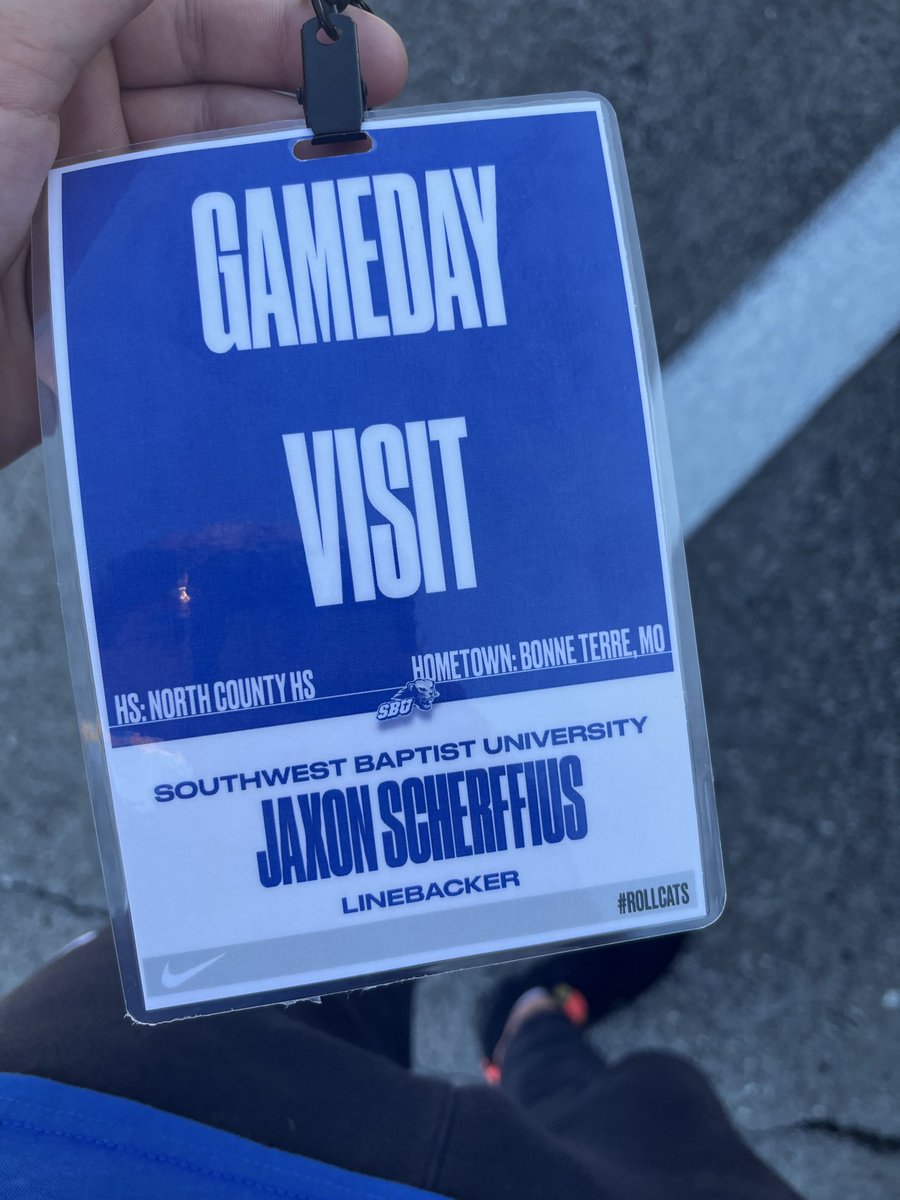 GAMEDAY
VISIT
HS: NORTH COUNTY HS
HOMETOWN: BONNE TERRE, MO
SBU
SOUTHWEST BAPTIST UNIVERSITY
JAXON SCHERFFIUS
LINEBACKER
#ROLLCATS